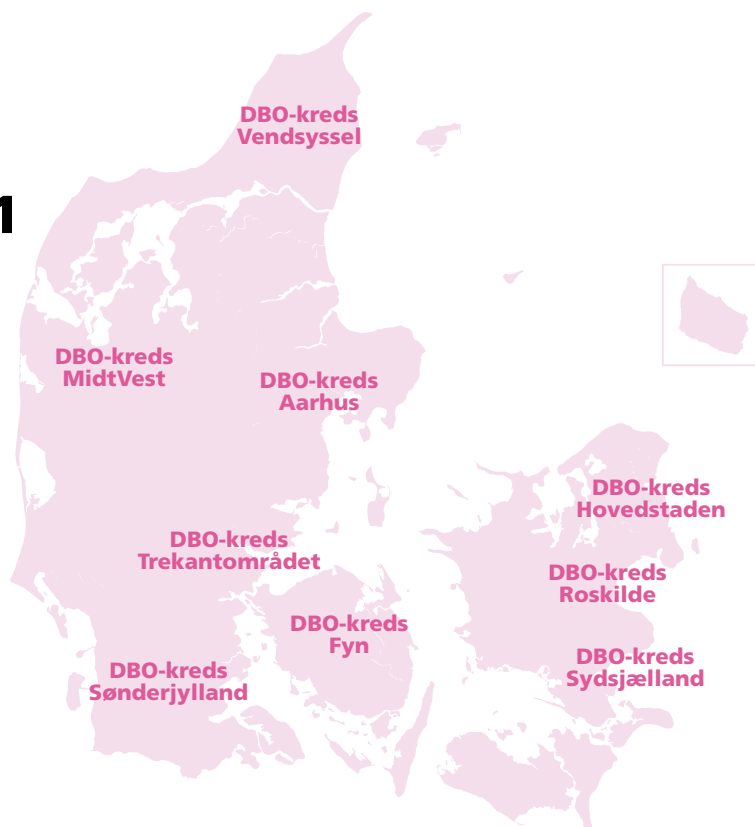 DBO-kreds
Vendsyssel
1
DBO-kreds
MidtVest
DBO-kreds
Aarhus
DBO-kreds
Hovedstaden
DBO-kreds
Trekantområdet
DBO-kreds
Roskilde
DBO-kreds
Fyn
DBO-kreds
Sydsjælland
DBO-kreds
Sønderjylland